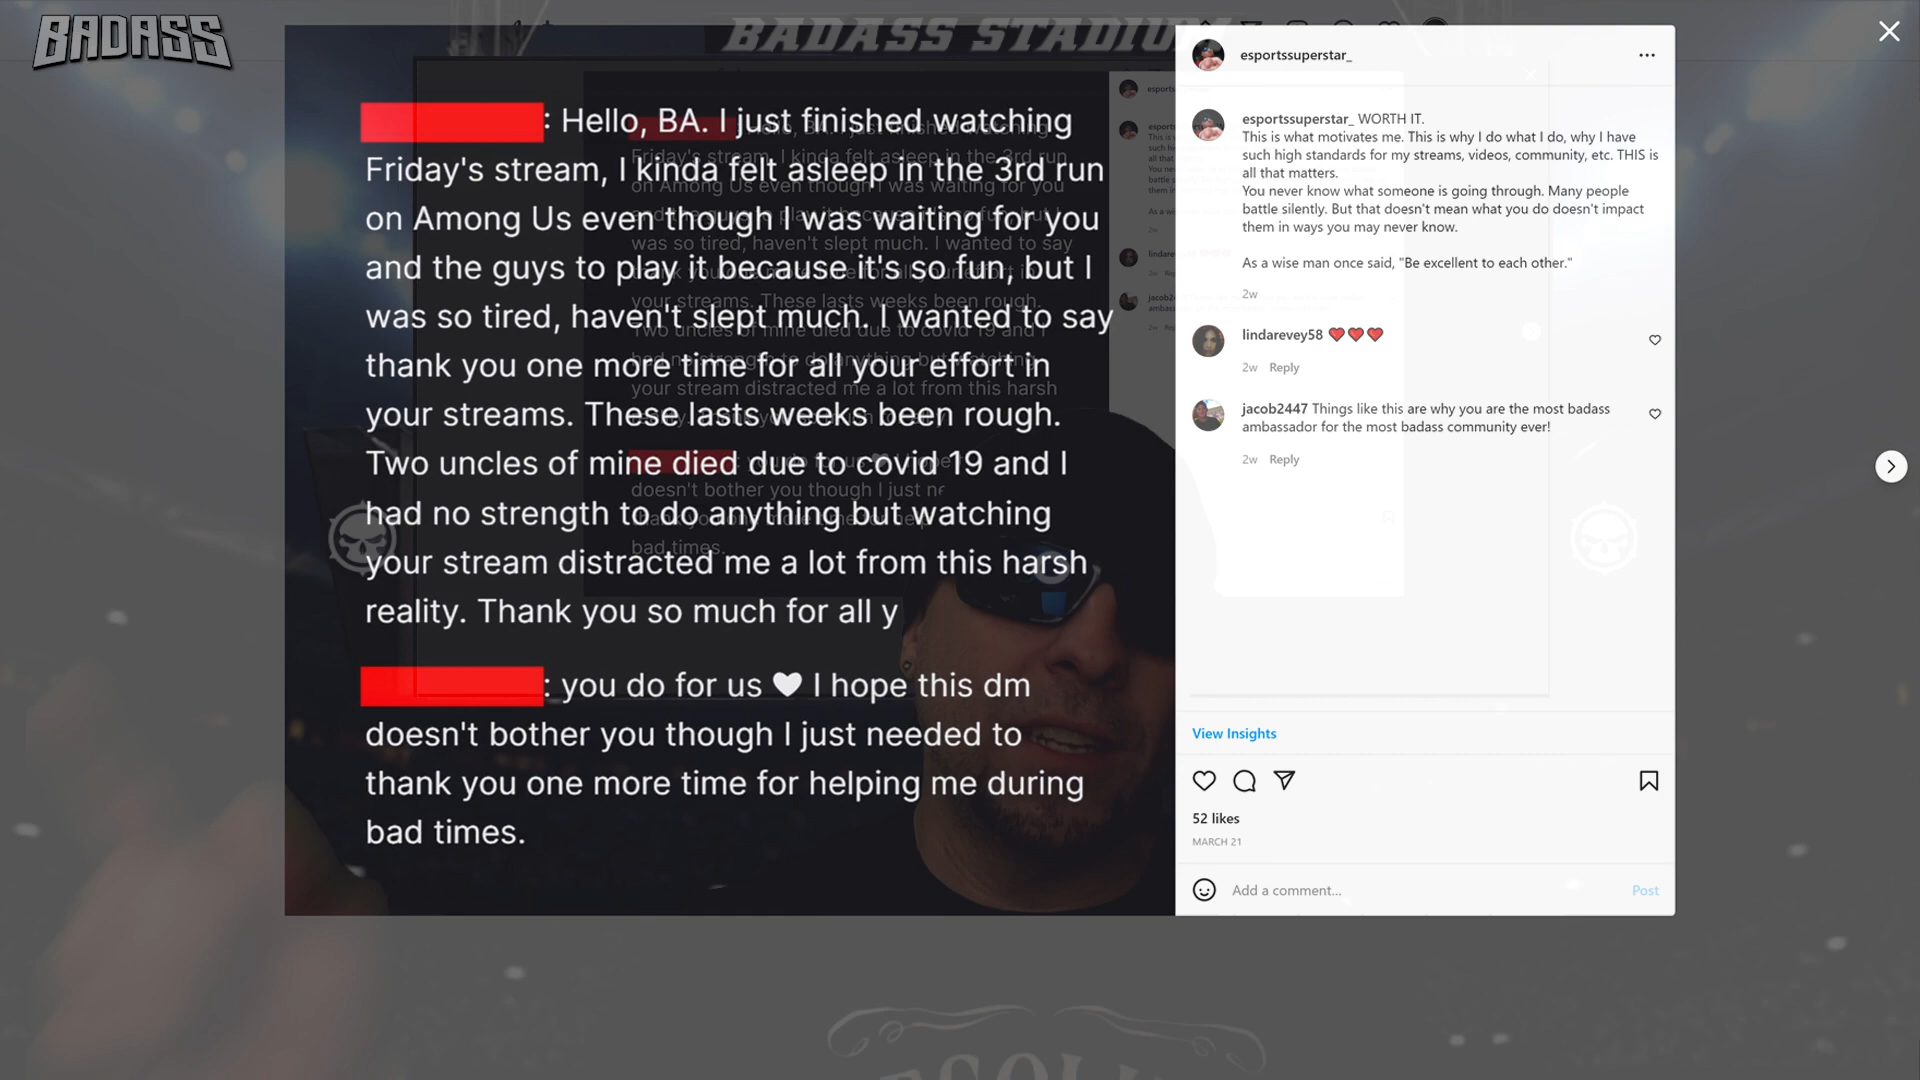 BADASS
BADASS STADIUM
: Hello, BA. I just finished watching
Friday's stream, I kinda felt asleep in the 3rd run
on Among Us even though I was waiting for you
and the guys to play it because it's so fun, but I
was so tired, haven't slept much. I wanted to say
thank you one more time for all your effort in
your streams. These lasts weeks been rough.
Two uncles of mine died due to covid 19 and I
had no strength to do anything but watching
your stream distracted me a lot from this harsh
reality. Thank you so much for all y
: you do for us 🤍 I hope this dm
doesn't bother you though I just needed to
thank you one more time for helping me during
bad times.
esportssuperstar_
esportssuperstar_ WORTH IT.
This is what motivates me. This is why I do what I do, why I have
such high standards for my streams, videos, community, etc. THIS is
all that matters.
You never know what someone is going through. Many people
battle silently. But that doesn't mean what you do doesn't impact
them in ways you may never know.
As a wise man once said, "Be excellent to each other."
2w
lindarevey58 ❤️❤️❤️
2w Reply
jacob2447 Things like this are why you are the most badass
ambassador for the most badass community ever!
2w Reply
View Insights
52 likes
MARCH 21
Add a comment...
Post